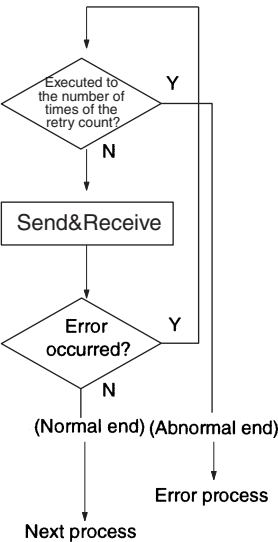 Executed to
the number of
times of the
retry count?
Y
N
Send&Receive
Error
occurred?
Y
N
(Normal end) (Abnormal end)
Error process
Next process